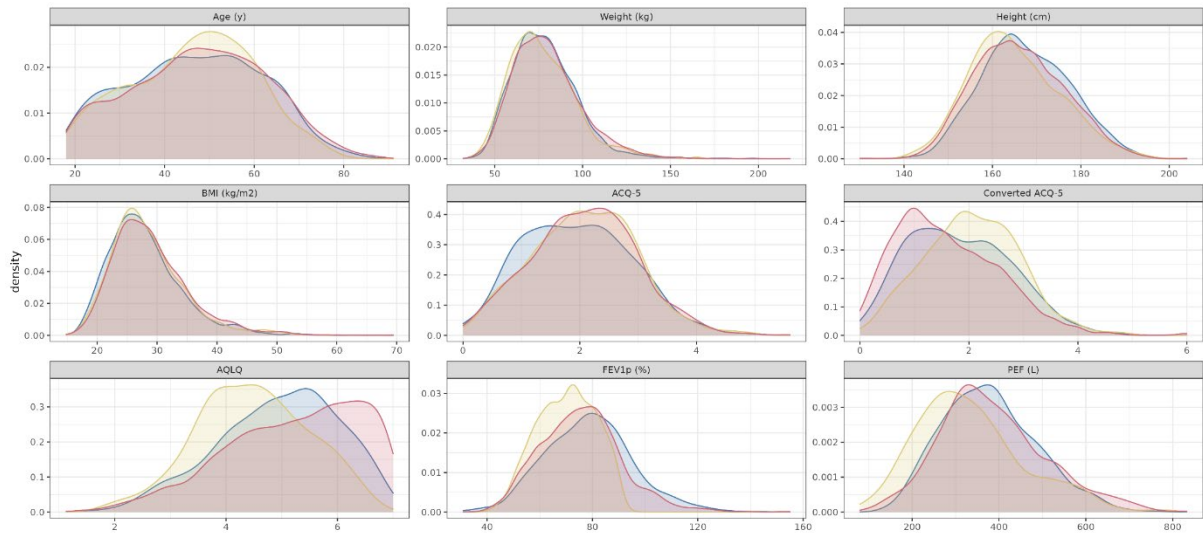 Age (y) Weight (kg) Height (cm)
0.02 0.020 0.04
0.015 0.03
0.01 0.010 0.02
0.005 0.01
0.00 0.000 0.00
20 40 60 80 50 100 150 200 140 160 180 200
BMI (kg/m2) ACQ-5 Converted ACQ-5
0.08 0.4 0.4
0.06 0.3 0.3
0.04 0.2 0.2
0.02 0.1 0.1
0.00 0.0 0.0
20 30 40 50 60 70 0 2 4 0 2 4 6
density
AQLQ FEV1p (%) PEF (L)
0.3 0.03 0.003
0.2 0.02 0.002
0.1 0.01 0.001
0.0 0.00 0.000
2 4 6 40 80 120 155 200 400 600 800